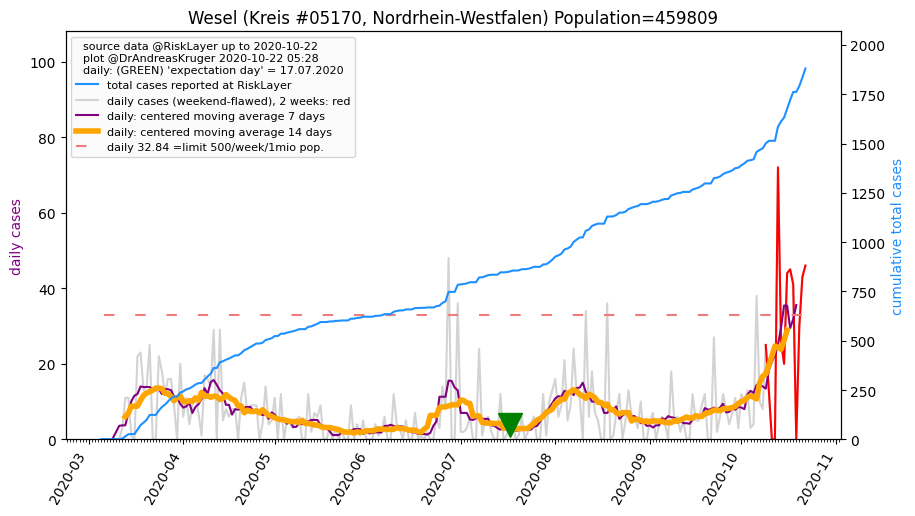 Wesel (Kreis #05170, Nordrhein-Westfalen) Population=459809
source data @RiskLayer up to 2020-10-22
plot @DrAndreasKruger 2020-10-22 05:28
daily: (GREEN) 'expectation day' = 17.07.2020
total cases reported at RiskLayer
daily cases (weekend-flawed), 2 weeks: red
daily: centered moving average 7 days
daily: centered moving average 14 days
daily 32.84 =limit 500/week/1mio pop.
daily cases
100
80
60
40
20
0
cumulative total cases
2000
1750
1500
1250
1000
750
500
250
0
2020-03
2020-04
2020-05
2020-06
2020-07
2020-08
2020-09
2020-10
2020-11